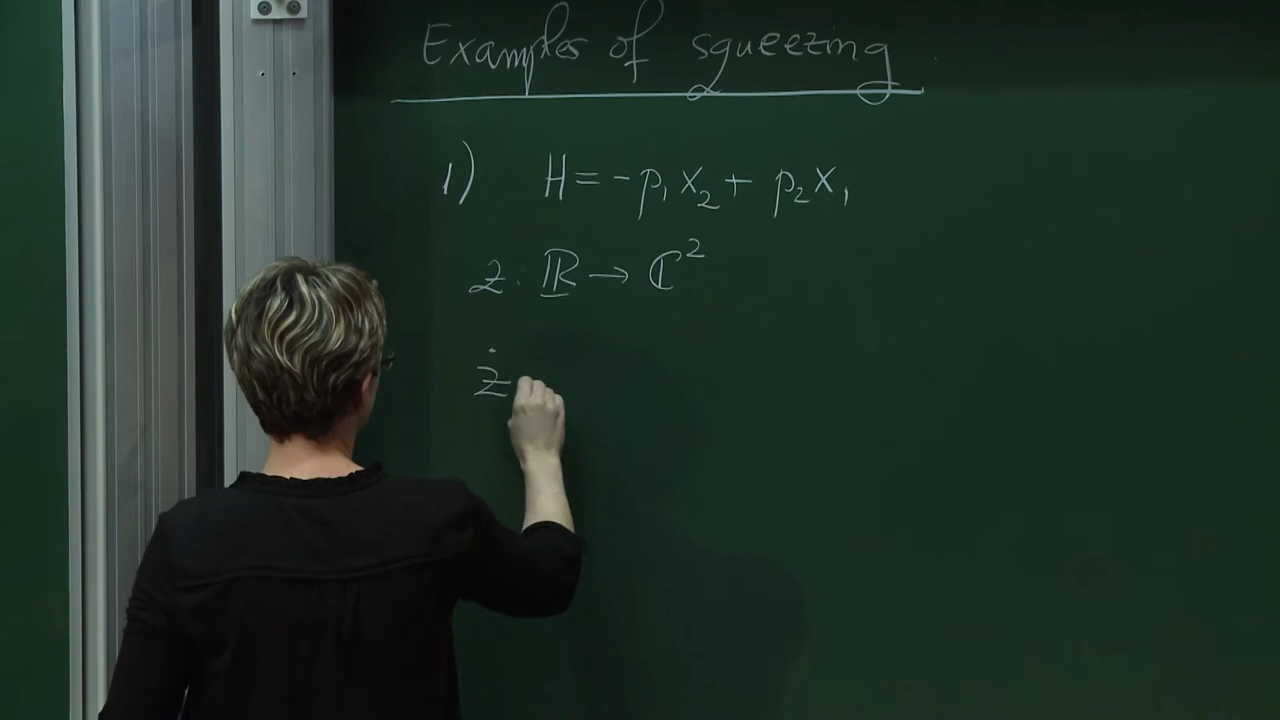 Examples of squeezing
1) H = -p₁x₂ + p₂x₁
z: ℝ → ℂ²
ż